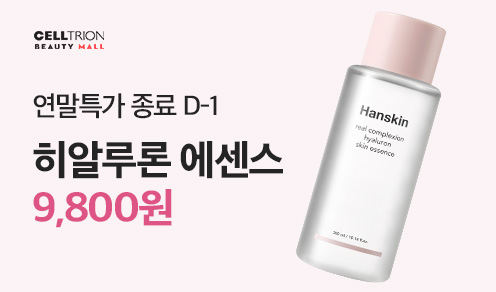 CELLTRION
BEAUTY MALL
연말특가 종료 D-1
히알루론 에센스
9,800원
Hanskin
real complexion
hyaluron
skin essence